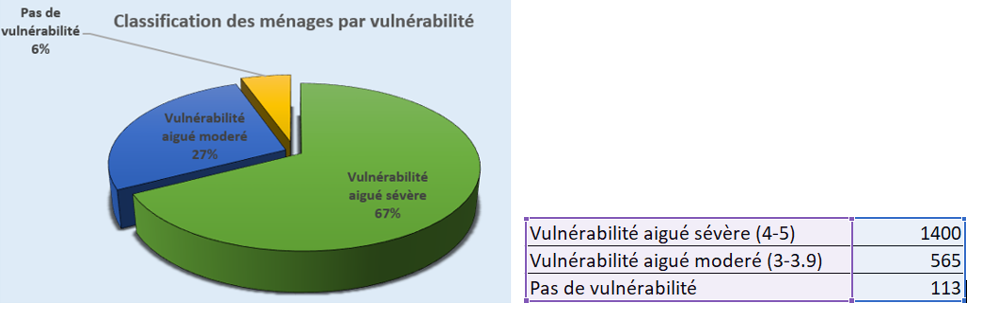 Classification des ménages par vulnérabilité
Pas de
vulnérabilité
6%
Vulnérabilité
aigué moderé
27%
Vulnérabilité
aigué sévère
67%
Vulnérabilité aigué sévère (4-5) 1400
Vulnérabilité aigué moderé (3-3.9) 565
Pas de vulnérabilité 113